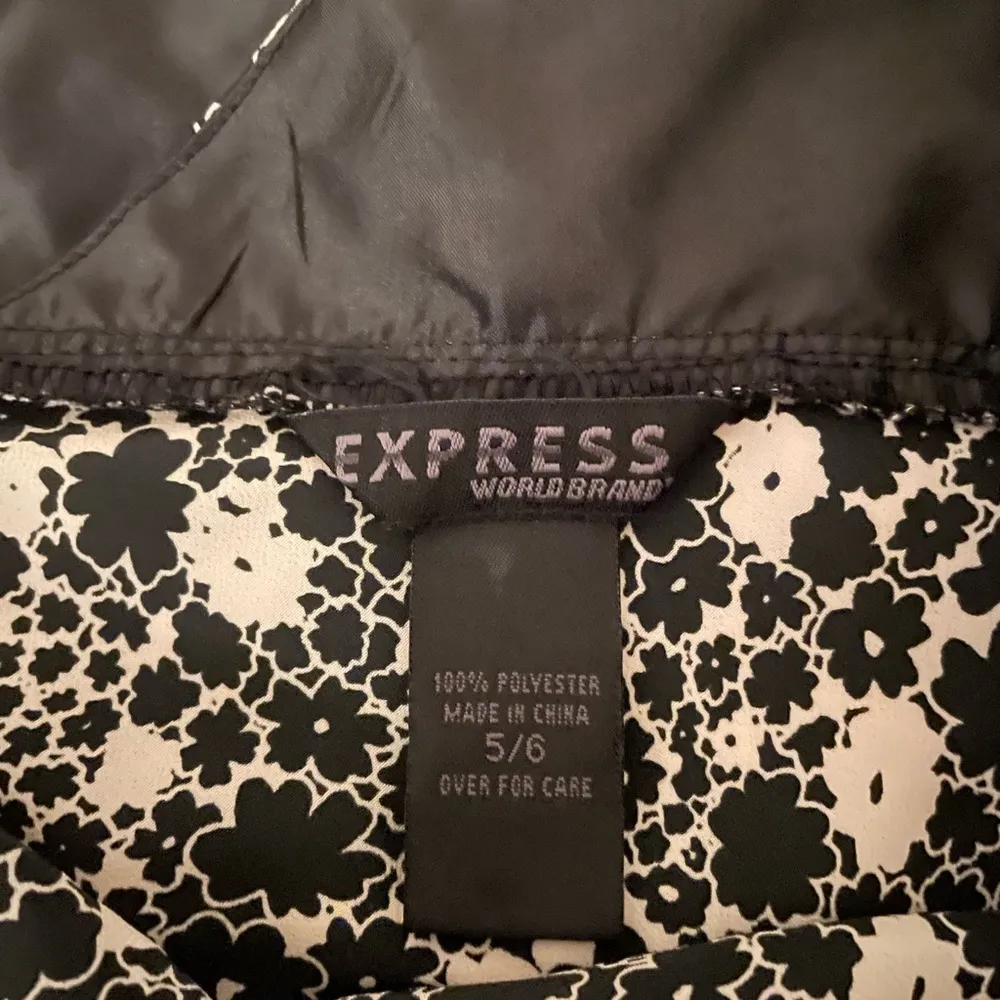 EXPRESS
WORLD BRAND
100% POLYESTER
MADE IN CHINA
5/6
OVER FOR CARE